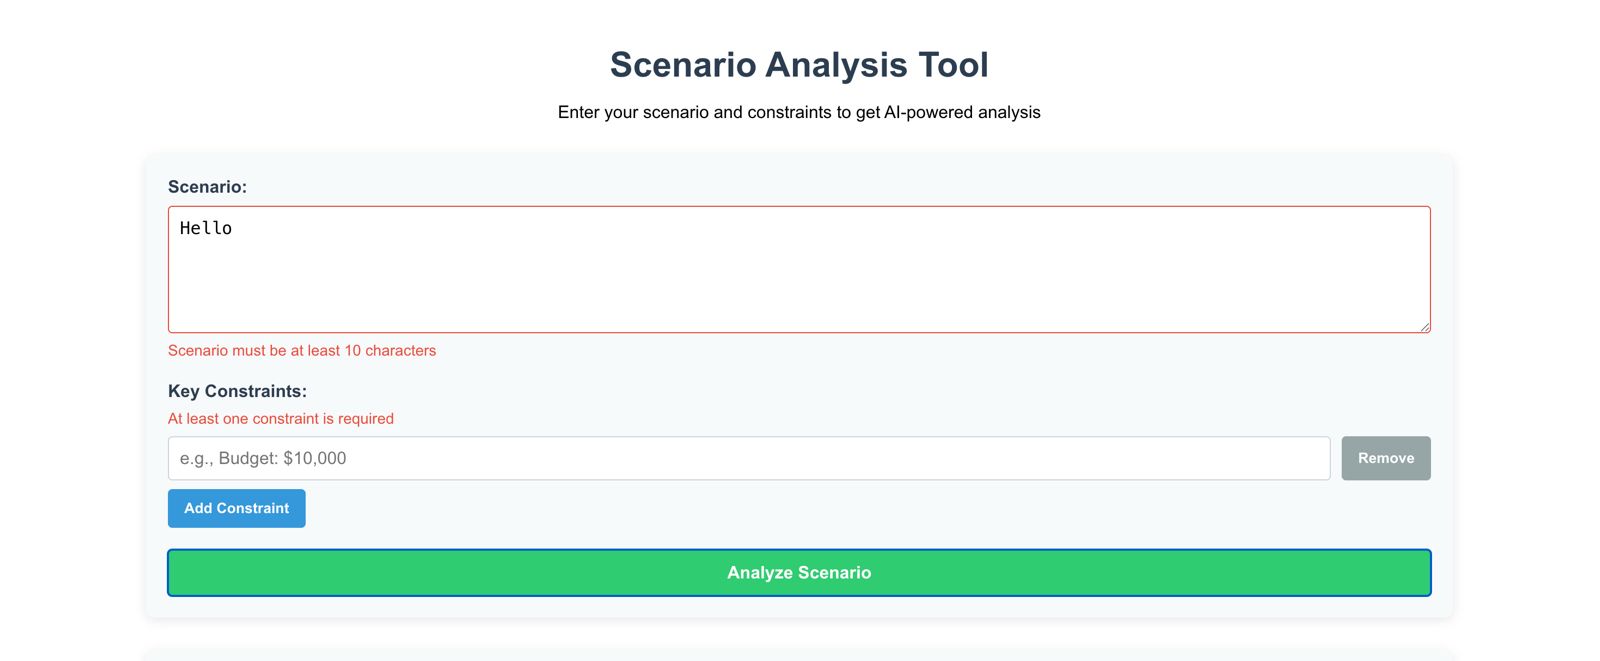 Scenario Analysis Tool
Enter your scenario and constraints to get AI-powered analysis
Scenario:
Hello
Scenario must be at least 10 characters
Key Constraints:
At least one constraint is required
e.g., Budget: $10,000
Remove
Add Constraint
Analyze Scenario